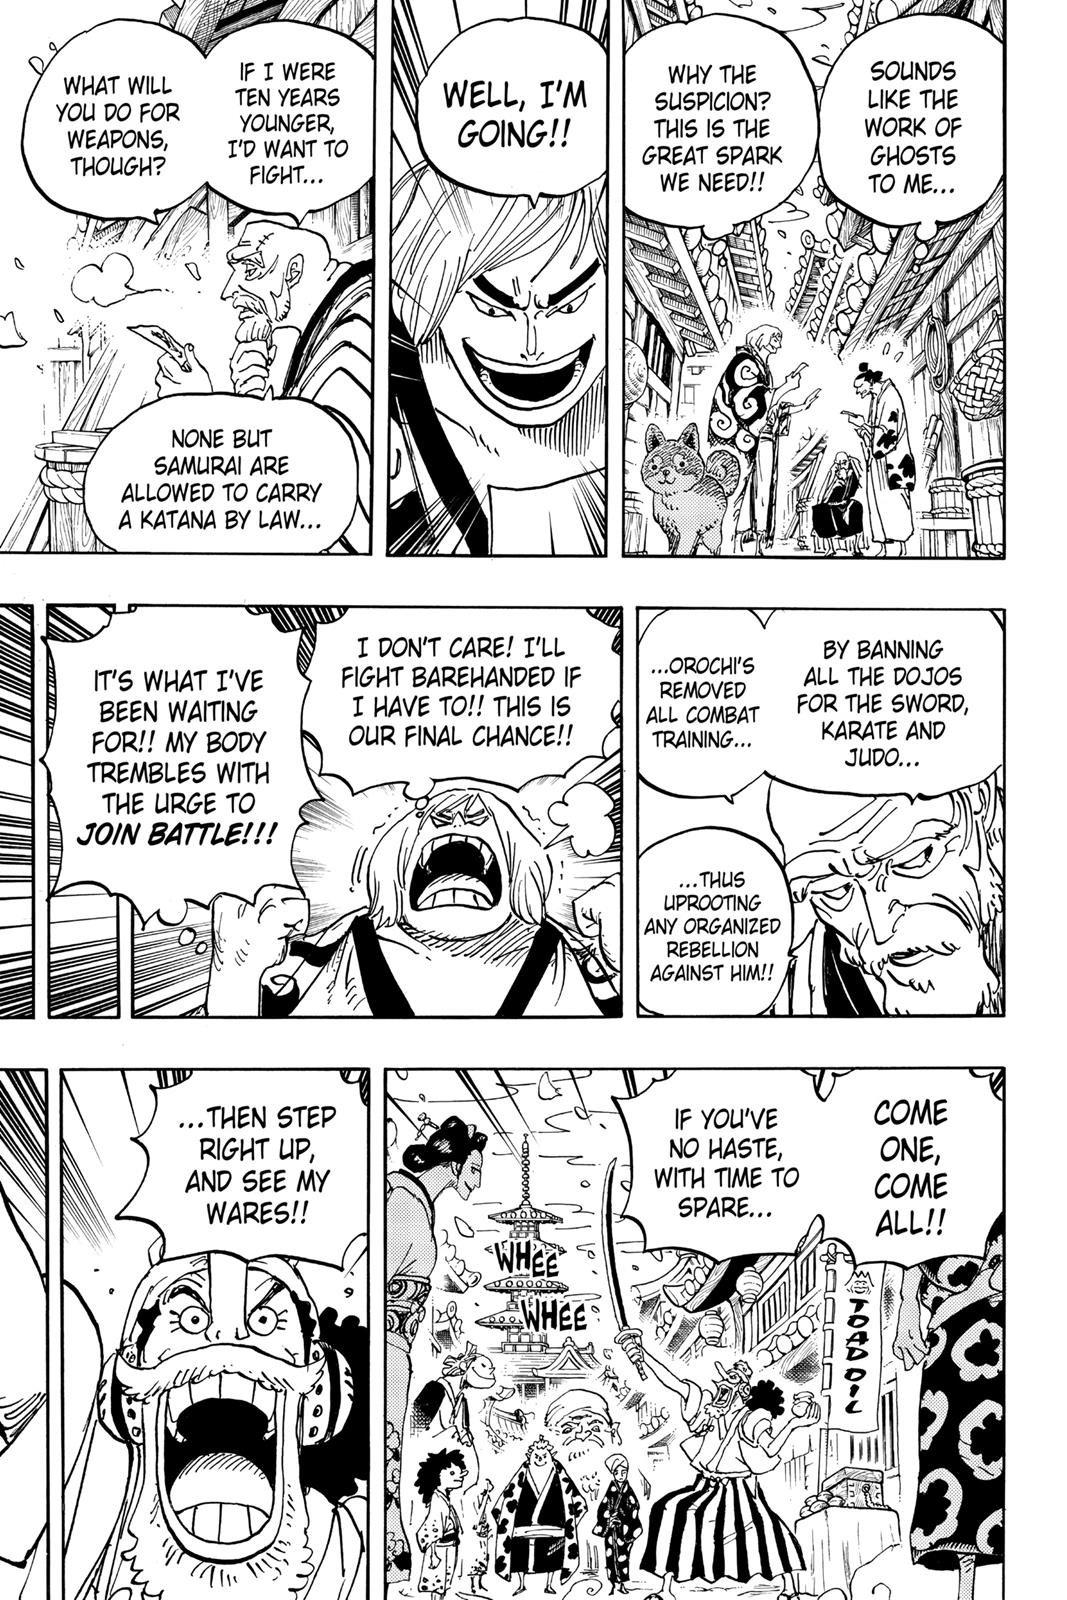 SOUNDS
LIKE THE
WORK OF
GHOSTS
TO ME...
WHY THE
SUSPICION?
THIS IS THE
GREAT SPARK
WE NEED!!
WELL, I'M
GOING!!
IF I WERE
TEN YEARS
YOUNGER,
I'D WANT TO
FIGHT...
WHAT WILL
YOU DO FOR
WEAPONS,
THOUGH?
NONE BUT
SAMURAI ARE
ALLOWED TO CARRY
A KATANA BY LAW...
BY BANNING
ALL THE DOJOS
FOR THE SWORD,
KARATE AND
JUDO...
...OROCHI'S
REMOVED
ALL COMBAT
TRAINING...
...THUS
UPROOTING
ANY ORGANIZED
REBELLION
AGAINST HIM!!
I DON'T CARE! I'LL
FIGHT BAREHANDED IF
I HAVE TO!! THIS IS
OUR FINAL CHANCE!!
IT'S WHAT I'VE
BEEN WAITING
FOR!! MY BODY
TREMBLES WITH
THE URGE TO
JOIN BATTLE!!!
COME
ONE,
COME
ALL!!
IF YOU'VE
NO HASTE,
WITH TIME TO
SPARE...
WHEE
WHEE
TOAD OIL
...THEN STEP
RIGHT UP,
AND SEE MY
WARES!!